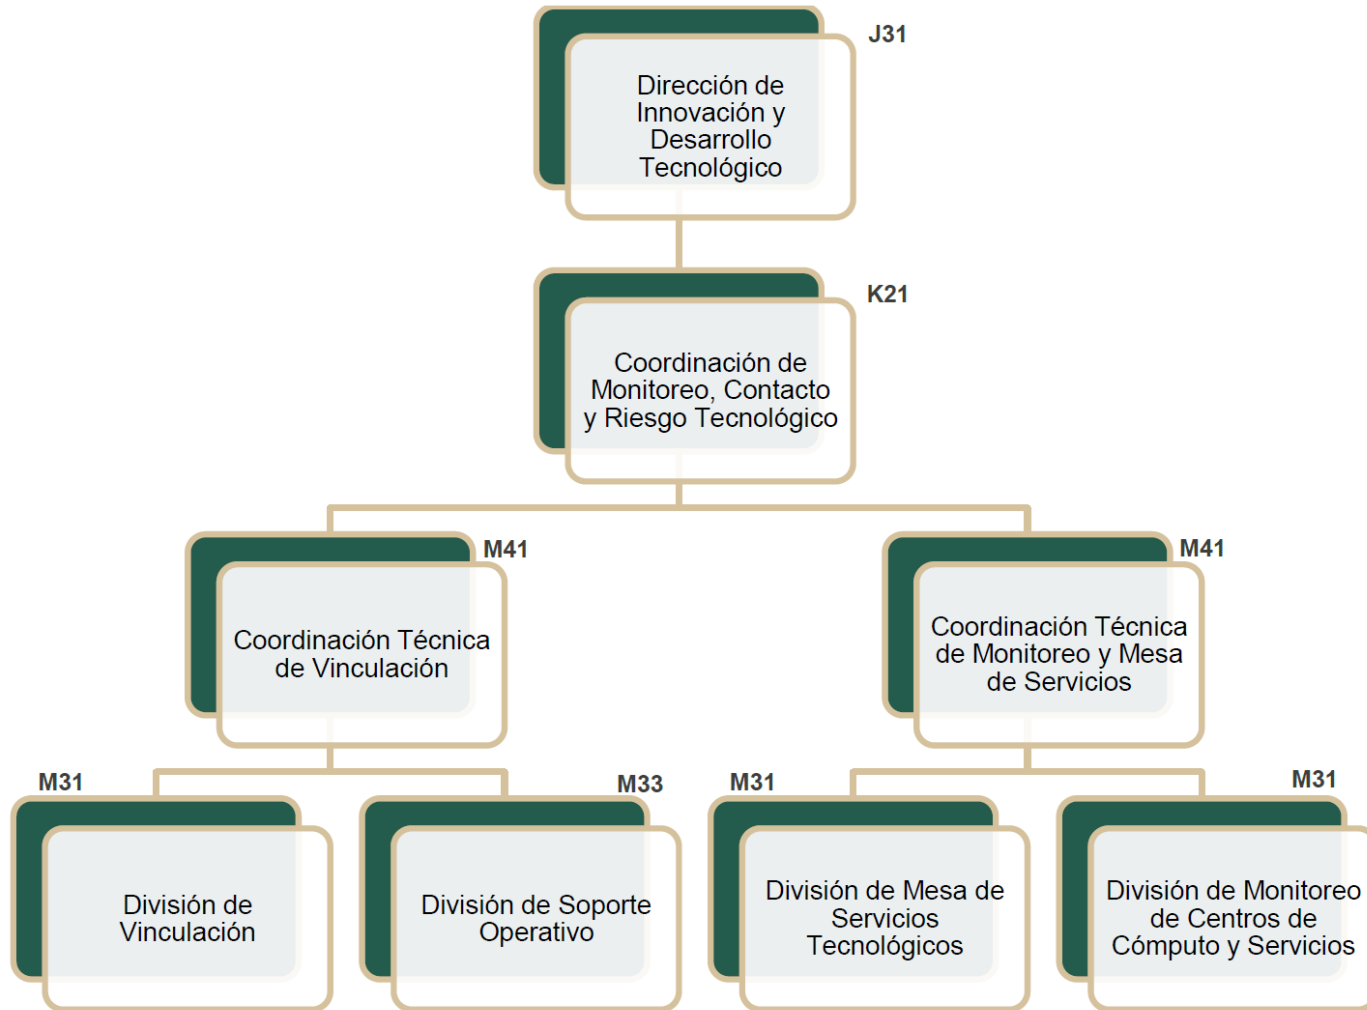 J31
Dirección de
Innovación y
Desarrollo
Tecnológico
K21
Coordinación de
Monitoreo, Contacto
y Riesgo Tecnológico
M41
Coordinación Técnica
de Vinculación
M41
Coordinación Técnica
de Monitoreo y Mesa
de Servicios
M31
División de
Vinculación
M33
División de Soporte
Operativo
M31
División de Mesa de
Servicios
Tecnológicos
M31
División de Monitoreo
de Centros de
Cómputo y Servicios